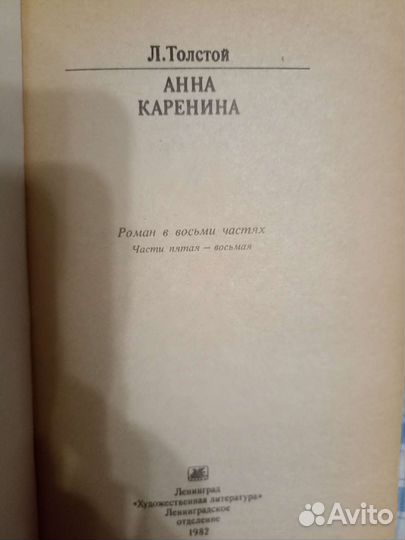 Л.Толстой
АННА
КАРЕНИНА
Роман в восьми частях
Части пятая — восьмая
Ленинград
«Художественная литература»
Ленинградское
отделение
1982
Avito